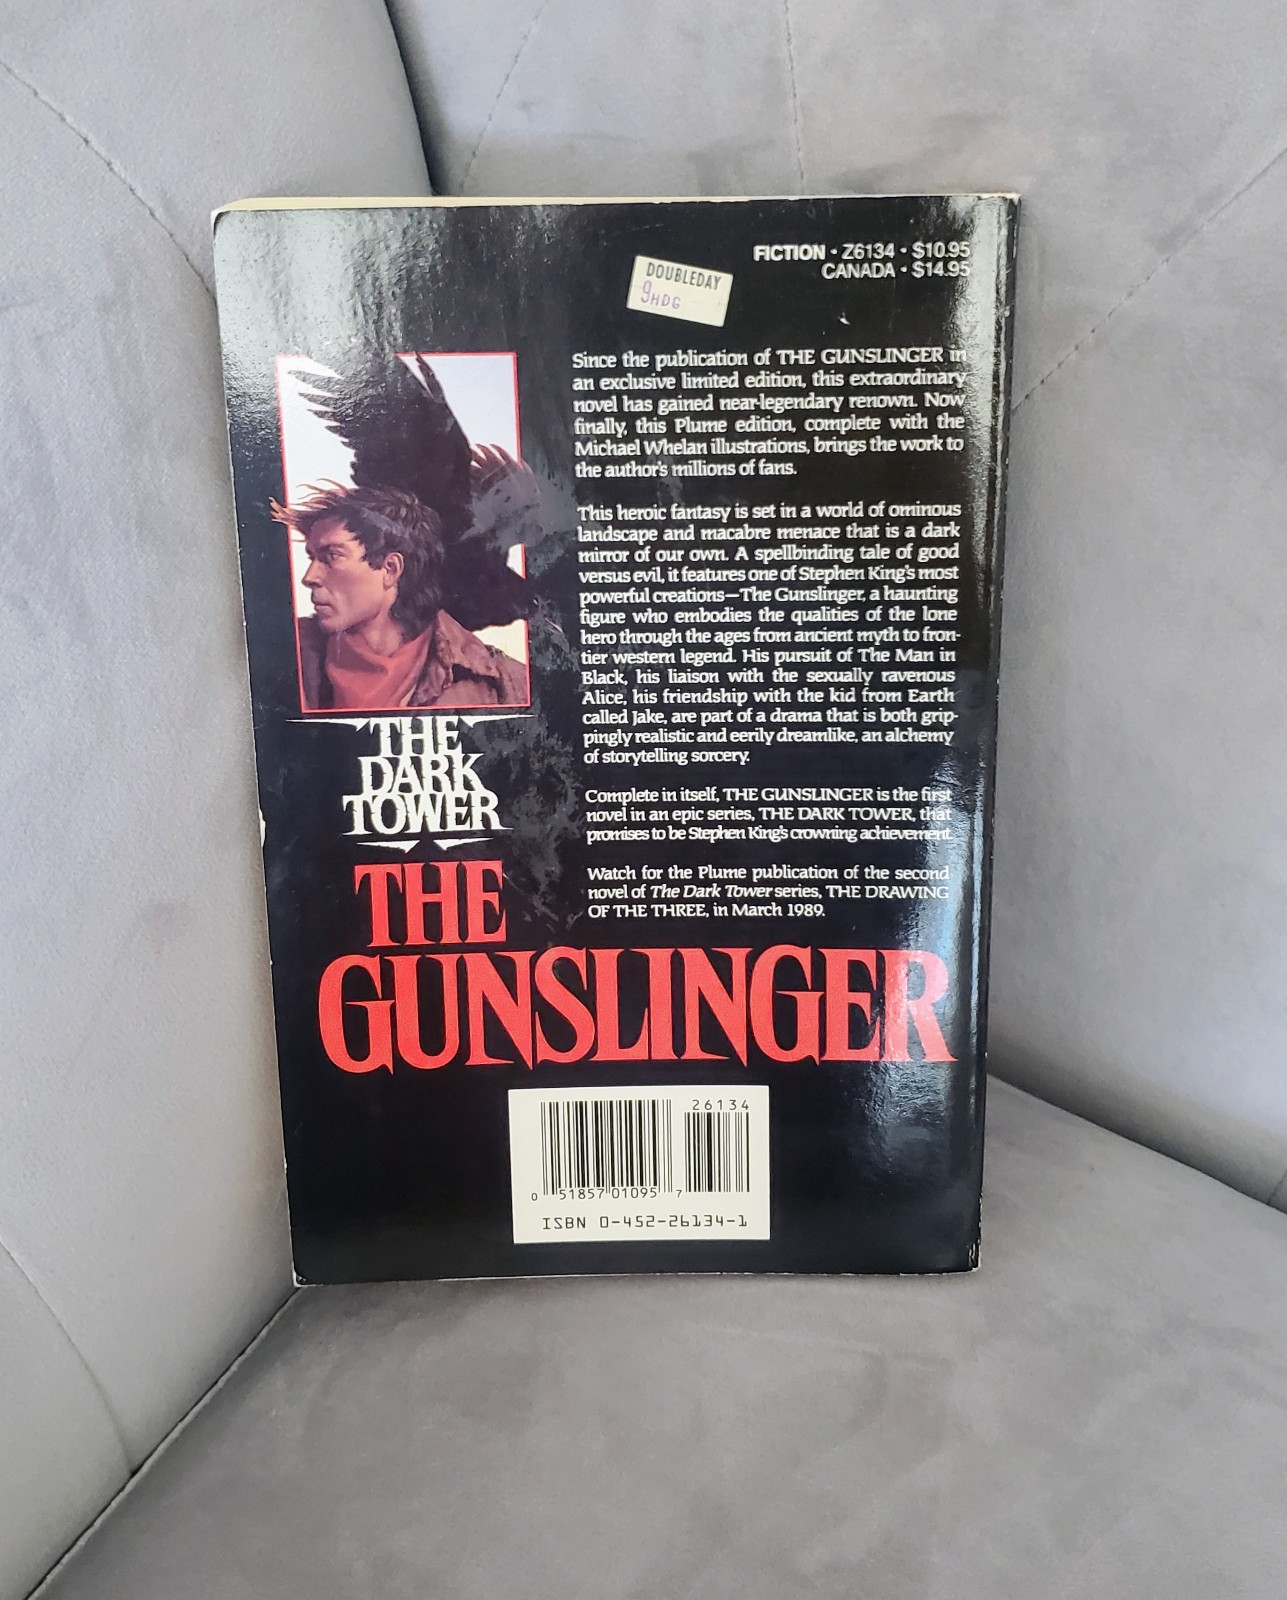 FICTION • Z6134 • $10.95
CANADA • $14.95
DOUBLEDAY
9HDG
Since the publication of THE GUNSLINGER in
an exclusive limited edition, this extraordinary
novel has gained near-legendary renown. Now
finally, this Plume edition, complete with the
Michael Whelan illustrations, brings the work to
the author's millions of fans.
This heroic fantasy is set in a world of ominous
landscape and macabre menace that is a dark
mirror of our own. A spellbinding tale of good
versus evil, it features one of Stephen King's most
powerful creations—The Gunslinger, a haunting
figure who embodies the qualities of the lone
hero through the ages from ancient myth to fron-
tier western legend. His pursuit of The Man in
Black, his liaison with the sexually ravenous
Alice, his friendship with the kid from Earth
called Jake, are part of a drama that is both grip-
pingly realistic and eerily dreamlike, an alchemy
of storytelling sorcery.
Complete in itself, THE GUNSLINGER is the first
novel in an epic series, THE DARK TOWER, that
promises to be Stephen King's crowning achievement.
Watch for the Plume publication of the second
novel of The Dark Tower series, THE DRAWING
OF THE THREE, in March 1989.
THE
DARK
TOWER
THE
GUNSLINGER
26134
0 51857 01095 7
ISBN 0-452-26134-1